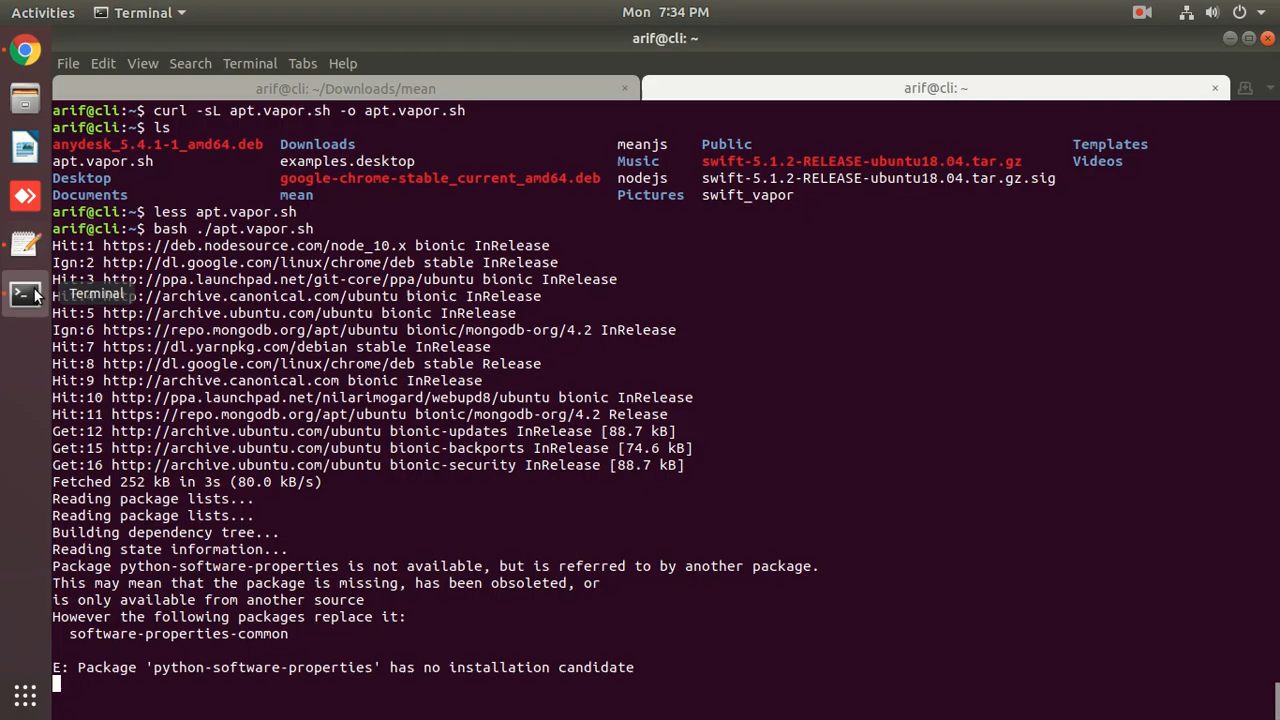 Activities Terminal Mon 7:34 PM
arif@cli: ~
File Edit View Search Terminal Tabs Help
arif@cli: ~/Downloads/mean × arif@cli: ~ ×
arif@cli:~$ curl -sL apt.vapor.sh -o apt.vapor.sh
arif@cli:~$ ls
anydesk_5.4.1-1_amd64.deb Downloads meanjs Public Templates
apt.vapor.sh examples.desktop Music swift-5.1.2-RELEASE-ubuntu18.04.tar.gz Videos
Desktop google-chrome-stable_current_amd64.deb nodejs swift-5.1.2-RELEASE-ubuntu18.04.tar.gz.sig
Documents mean Pictures swift_vapor
arif@cli:~$ less apt.vapor.sh
arif@cli:~$ bash ./apt.vapor.sh
Hit:1 https://deb.nodesource.com/node_10.x bionic InRelease
Ign:2 http://dl.google.com/linux/chrome/deb stable InRelease
Hit:3 http://ppa.launchpad.net/git-core/ppa/ubuntu bionic InRelease
Terminal://archive.canonical.com/ubuntu bionic InRelease
Hit:5 http://archive.ubuntu.com/ubuntu bionic InRelease
Ign:6 https://repo.mongodb.org/apt/ubuntu bionic/mongodb-org/4.2 InRelease
Hit:7 https://dl.yarnpkg.com/debian stable InRelease
Hit:8 http://dl.google.com/linux/chrome/deb stable Release
Hit:9 http://archive.canonical.com bionic InRelease
Hit:10 http://ppa.launchpad.net/nilarimogard/webupd8/ubuntu bionic InRelease
Hit:11 https://repo.mongodb.org/apt/ubuntu bionic/mongodb-org/4.2 Release
Get:12 http://archive.ubuntu.com/ubuntu bionic-updates InRelease [88.7 kB]
Get:15 http://archive.ubuntu.com/ubuntu bionic-backports InRelease [74.6 kB]
Get:16 http://archive.ubuntu.com/ubuntu bionic-security InRelease [88.7 kB]
Fetched 252 kB in 3s (80.0 kB/s)
Reading package lists...
Reading package lists...
Building dependency tree...
Reading state information...
Package python-software-properties is not available, but is referred to by another package.
This may mean that the package is missing, has been obsoleted, or
is only available from another source
However the following packages replace it:
software-properties-common
E: Package 'python-software-properties' has no installation candidate